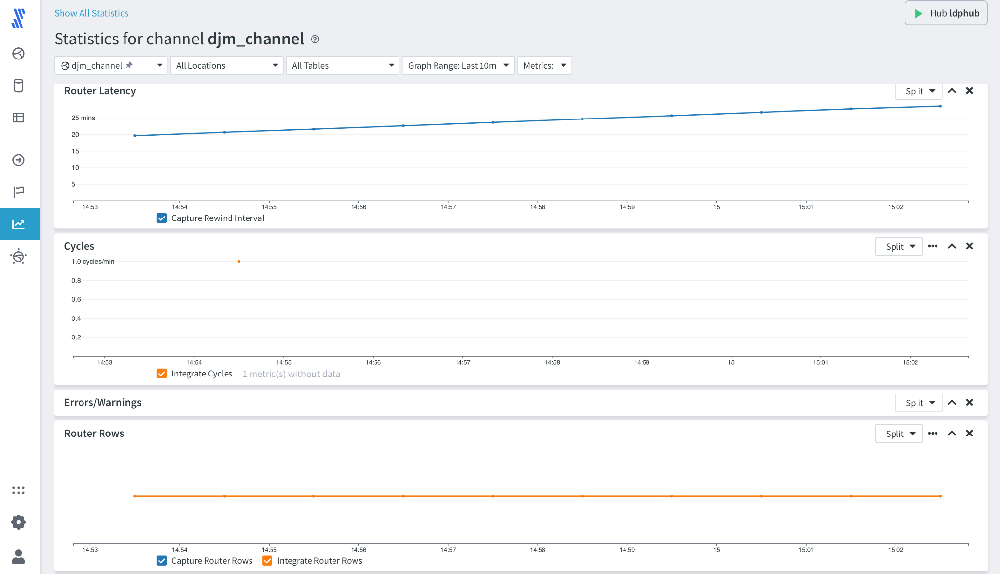 Show All Statistics
Hub ldphub
Statistics for channel djm_channel
djm_channel
All Locations
All Tables
Graph Range: Last 10m
Metrics:
Router Latency
Split
25 mins
20
15
10
5
14:53 14:54 14:55 14:56 14:57 14:58 14:59 15 15:01 15:02
Capture Rewind Interval
Cycles
Split
1.0 cycles/min
0.8
0.6
0.4
0.2
14:53 14:54 14:55 14:56 14:57 14:58 14:59 15 15:01 15:02
Integrate Cycles 1 metric(s) without data
Errors/Warnings
Split
Router Rows
Split
14:53 14:54 14:55 14:56 14:57 14:58 14:59 15 15:01 15:02
Capture Router Rows Integrate Router Rows